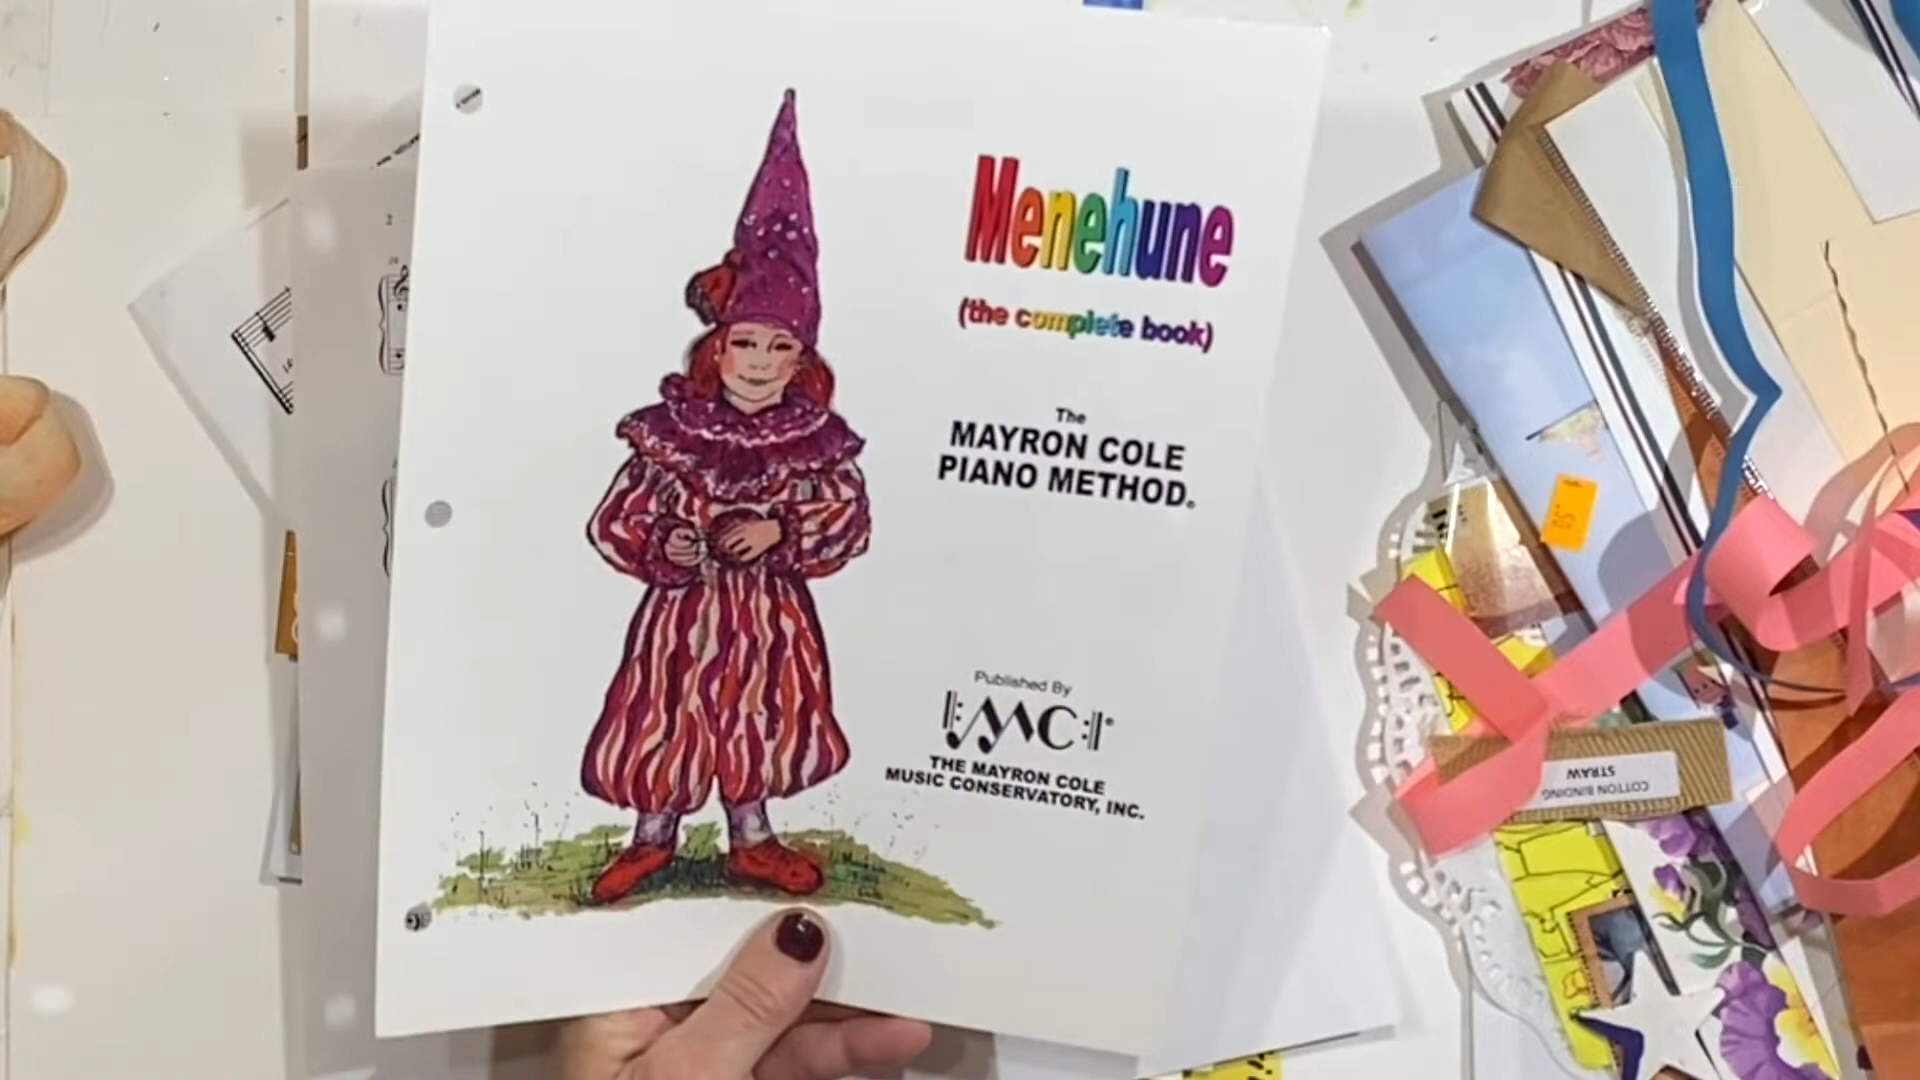 Menehune
(the complete book)
The
MAYRON COLE
PIANO METHOD®
Published By
MC®
THE MAYRON COLE
MUSIC CONSERVATORY, INC.
COTTON BINDING
STRAW
2